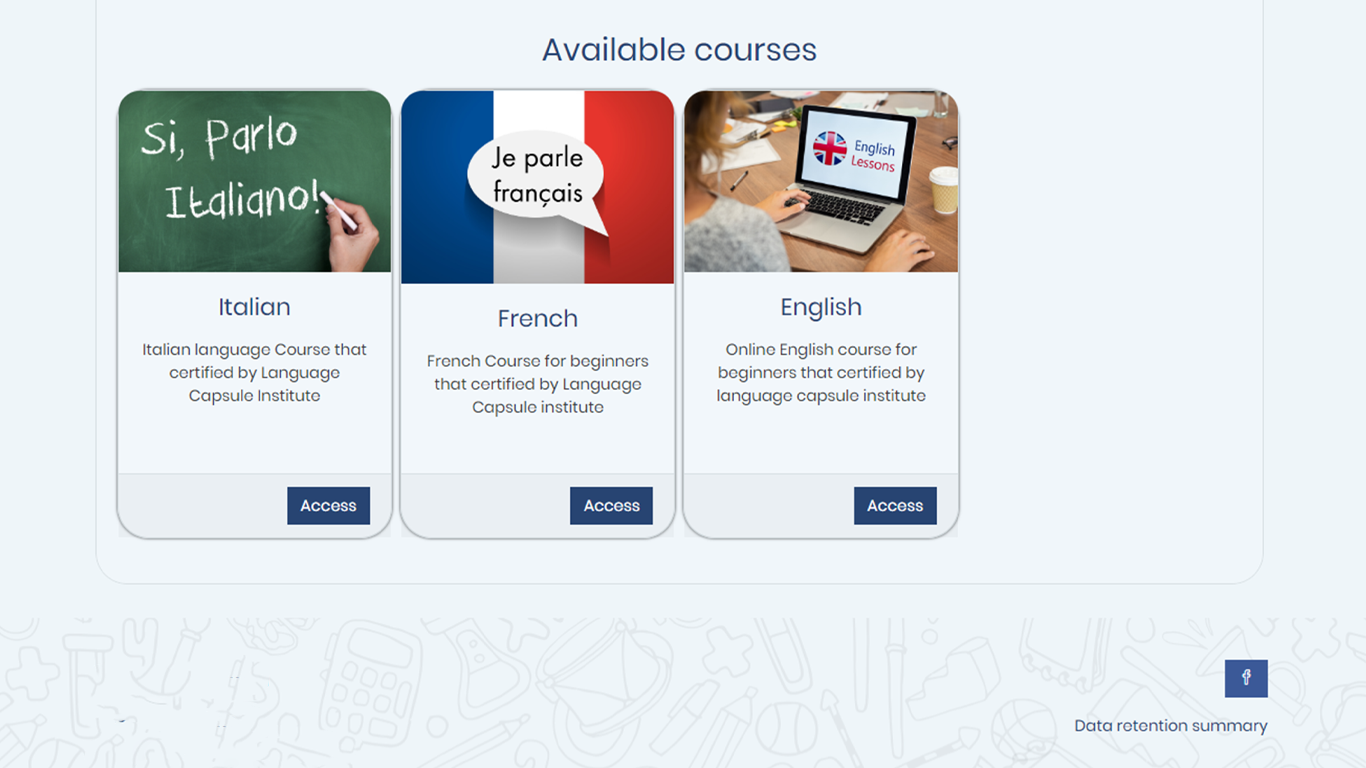 Available courses
Si, Parlo
Italiano!
Italian
Italian language Course that
certified by Language
Capsule Institute
Access
Je parle
français
French
French Course for beginners
that certified by Language
Capsule institute
Access
English
Lessons
English
Online English course for
beginners that certified by
language capsule institute
Access
f
Data retention summary